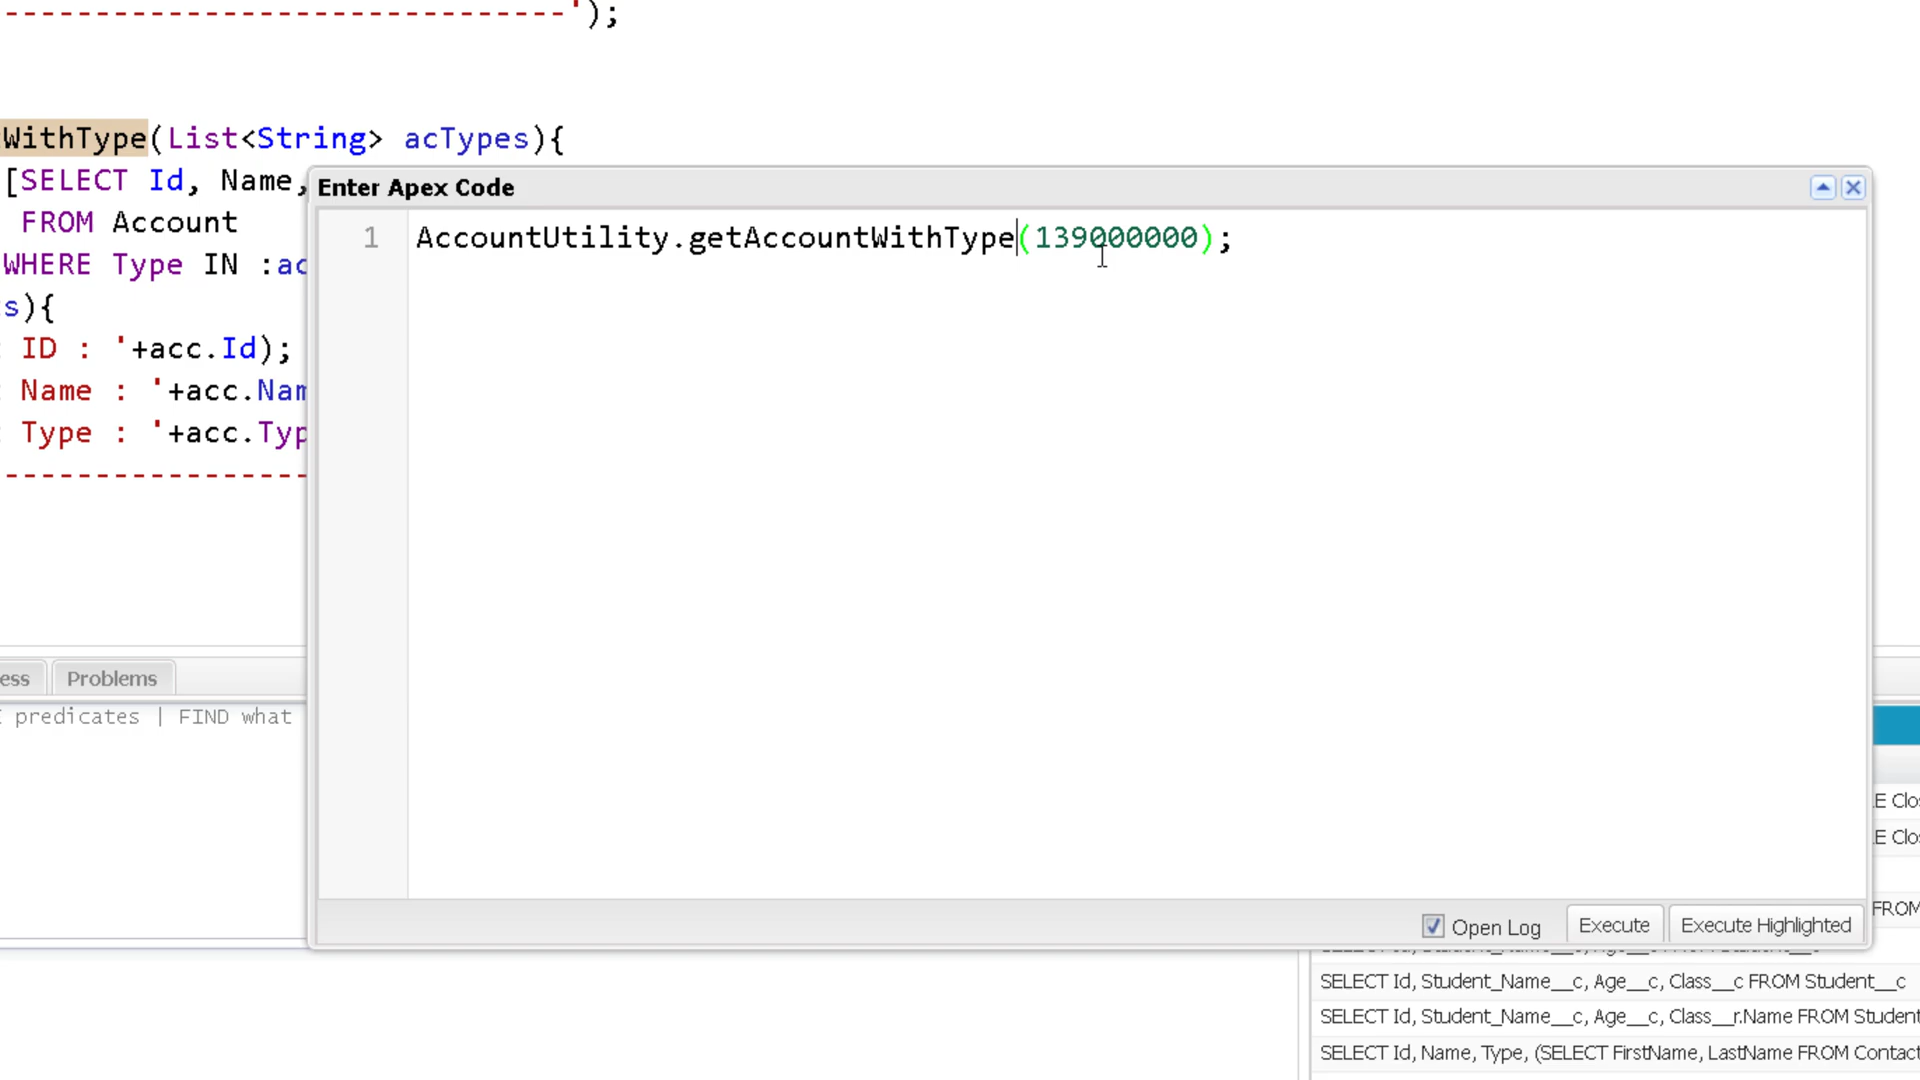 -------------------------------');
WithType(List<String> acTypes){
[SELECT Id, Name,
FROM Account
WHERE Type IN :ac
s){
ID : '+acc.Id);
Name : '+acc.Nam
Type : '+acc.Typ
-----------------
Enter Apex Code
1 AccountUtility.getAccountWithType(139000000);
ess
Problems
predicates | FIND what
E Clo
E Clo
FROM
Open Log
Execute
Execute Highlighted
SELECT Id, Student_Name__c, Age__c, Class__c FROM Student__c
SELECT Id, Student_Name__c, Age__c, Class__r.Name FROM Student
SELECT Id, Name, Type, (SELECT FirstName, LastName FROM Contact